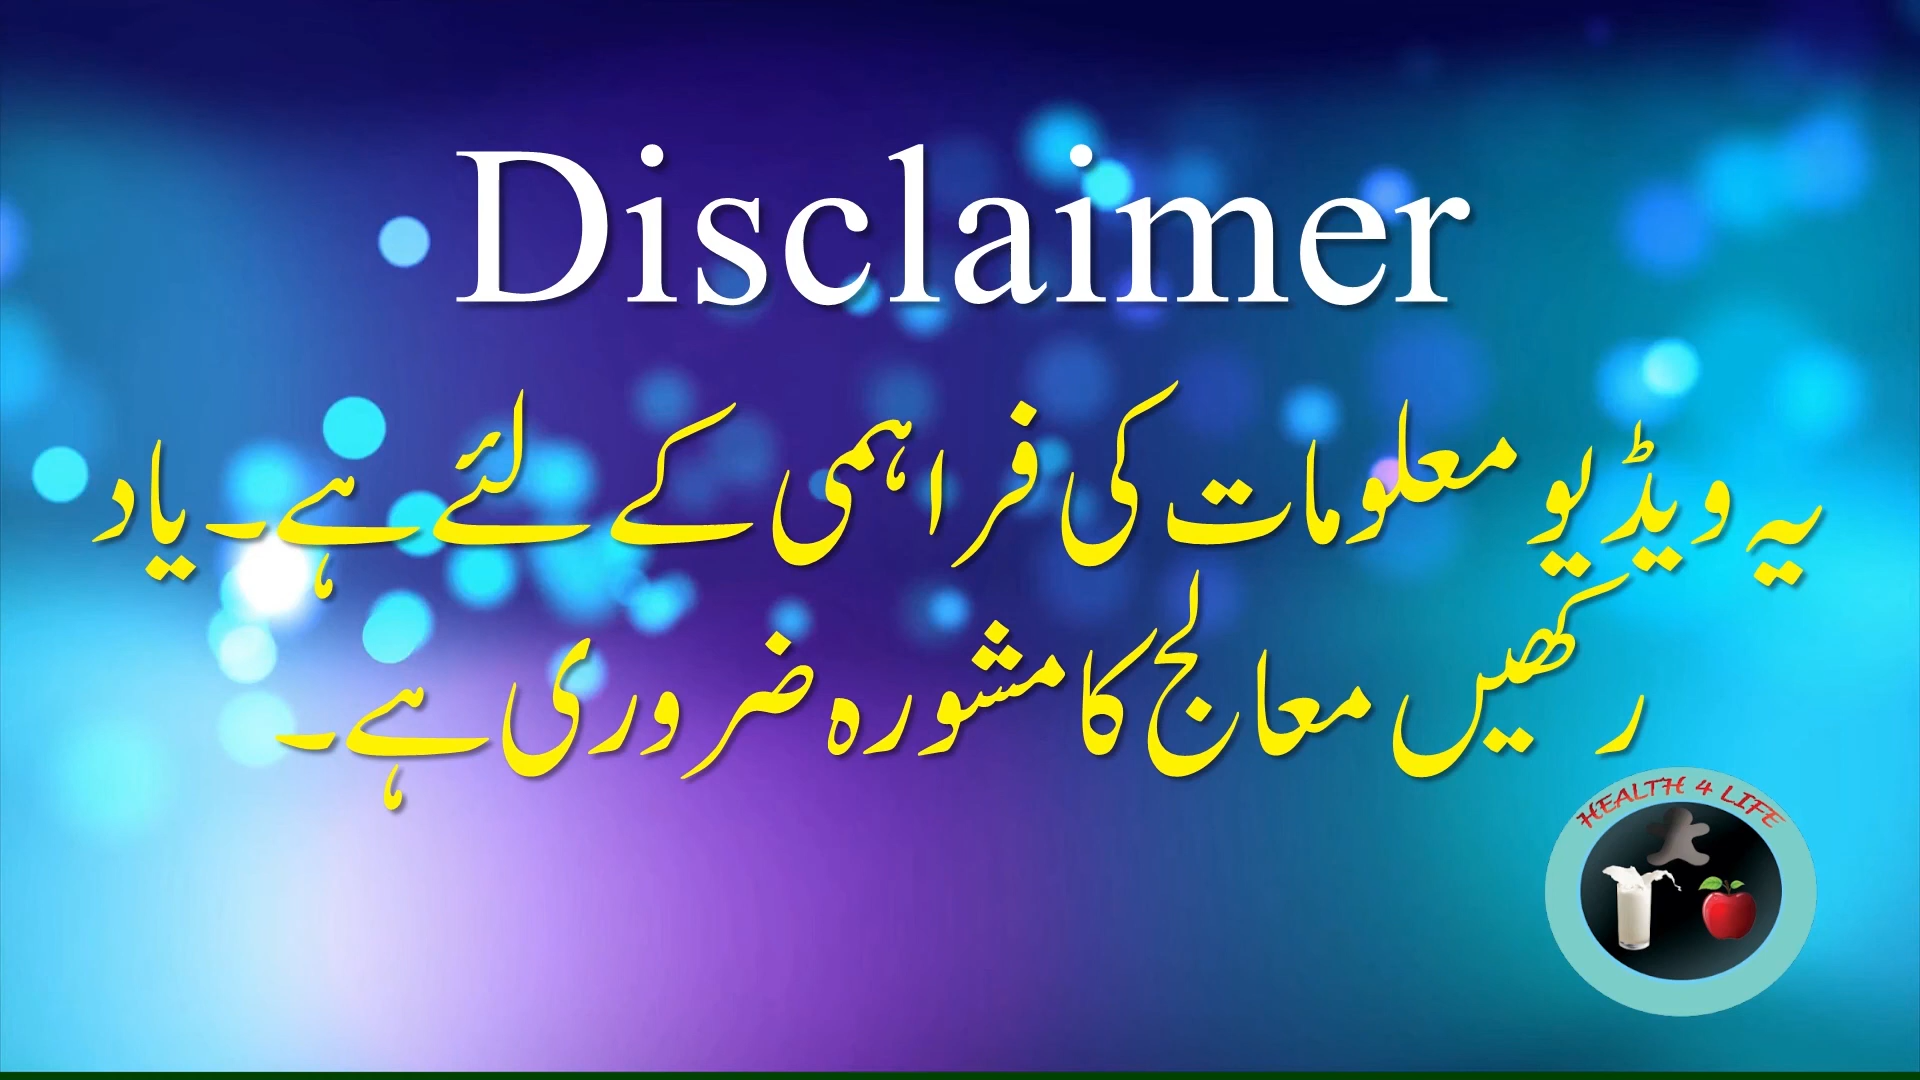 Disclaimer
یہ ویڈیو معلومات کی فراہمی کے لئے ہے۔ یاد
رکھیں معالج کا مشورہ ضروری ہے۔
HEALTH 4 LIFE